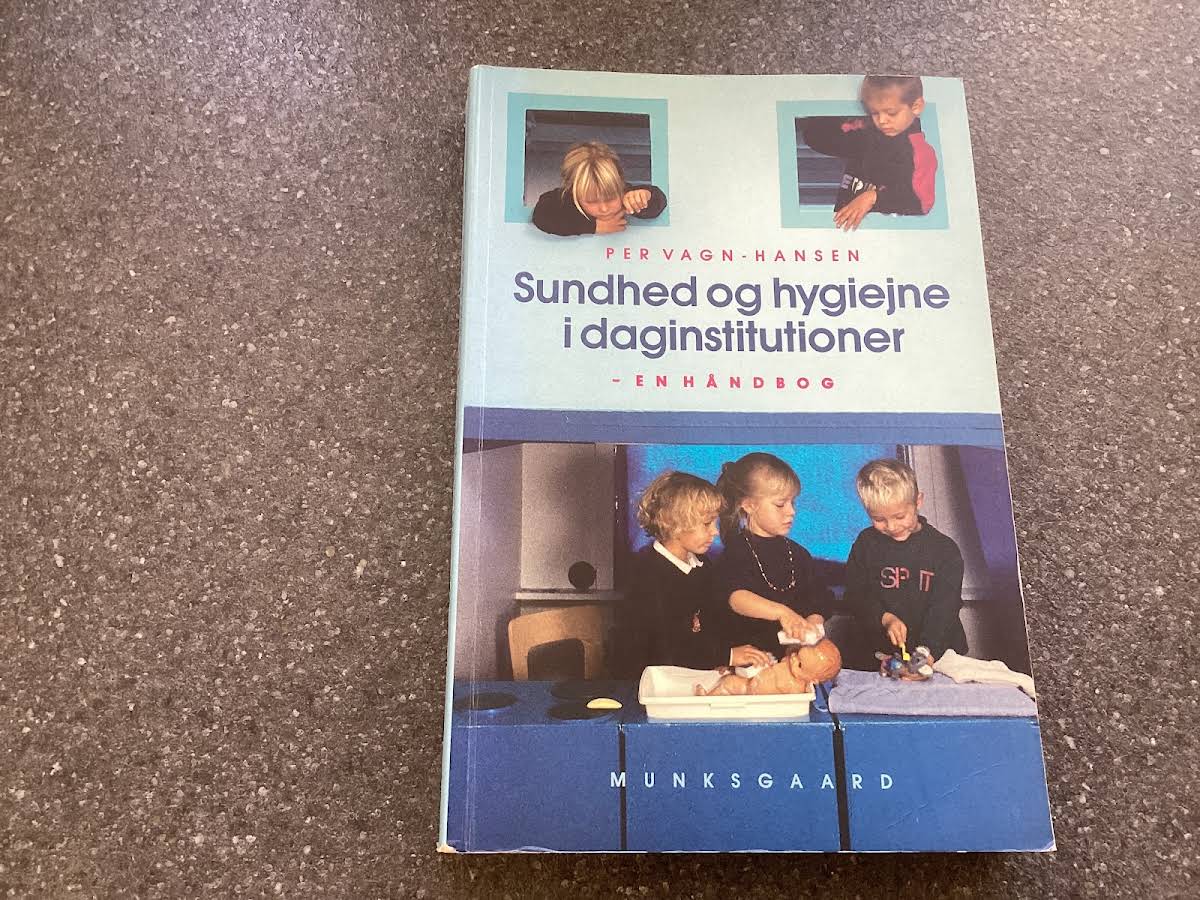 PER VAGN-HANSEN
Sundhed og hygiejne
i daginstitutioner
- EN HÅNDBOG
MUNKSGAARD